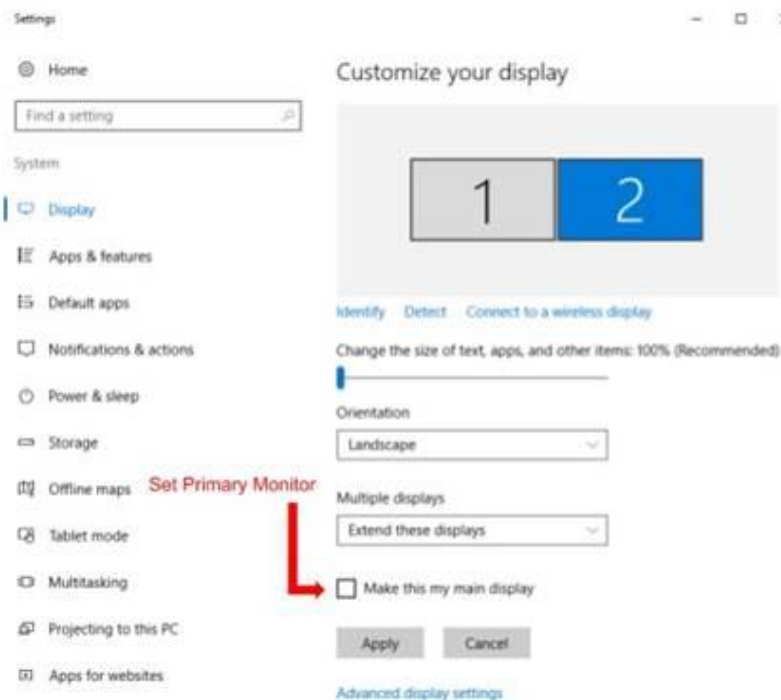 Settings
Home
Find a setting
System
Display
Apps & features
Default apps
Notifications & actions
Power & sleep
Storage
Offline maps
Tablet mode
Multitasking
Projecting to this PC
Apps for websites
Set Primary Monitor
Customize your display
1
2
Identify Detect Connect to a wireless display
Change the size of text, apps, and other items: 100% (Recommended)
Orientation
Landscape
Multiple displays
Extend these displays
Make this my main display
Apply Cancel
Advanced display settings